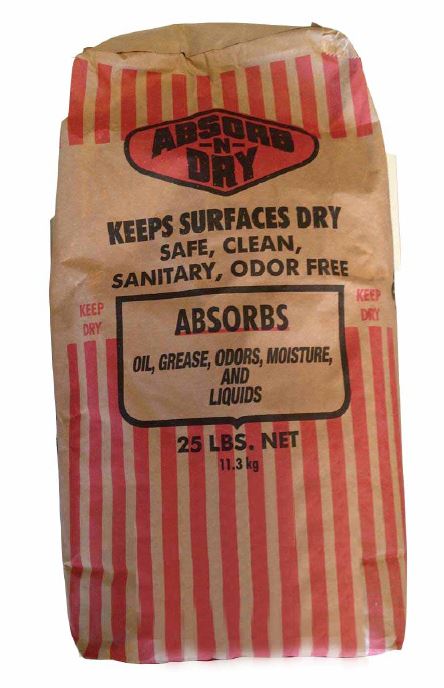 ABSORB
-N-
DRY
KEEPS SURFACES DRY
SAFE, CLEAN,
SANITARY, ODOR FREE
KEEP
DRY
KEEP
DRY
ABSORBS
OIL, GREASE, ODORS, MOISTURE,
AND
LIQUIDS
25 LBS. NET
11.3 kg